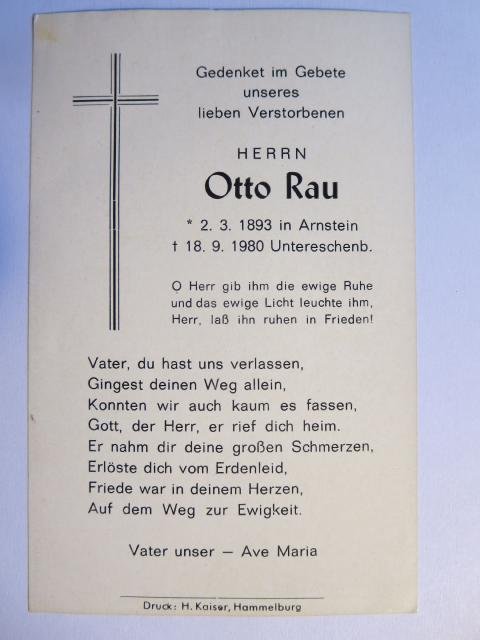 Gedenket im Gebete
unseres
lieben Verstorbenen
HERRN
Otto Rau
* 2. 3. 1893 in Arnstein
† 18. 9. 1980 Untereschenb.
O Herr gib ihm die ewige Ruhe
und das ewige Licht leuchte ihm,
Herr, laß ihn ruhen in Frieden!
Vater, du hast uns verlassen,
Gingest deinen Weg allein,
Konnten wir auch kaum es fassen,
Gott, der Herr, er rief dich heim.
Er nahm dir deine großen Schmerzen,
Erlöste dich vom Erdenleid,
Friede war in deinem Herzen,
Auf dem Weg zur Ewigkeit.
Vater unser – Ave Maria
Druck: H. Kaiser, Hammelburg